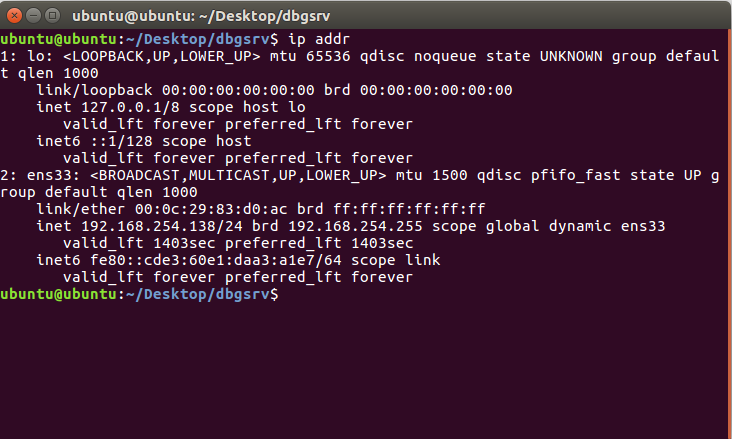 ubuntu@ubuntu: ~/Desktop/dbgsrv
ubuntu@ubuntu:~/Desktop/dbgsrv$ ip addr
1: lo: <LOOPBACK,UP,LOWER_UP> mtu 65536 qdisc noqueue state UNKNOWN group defaul
t qlen 1000
    link/loopback 00:00:00:00:00:00 brd 00:00:00:00:00:00
    inet 127.0.0.1/8 scope host lo
       valid_lft forever preferred_lft forever
    inet6 ::1/128 scope host
       valid_lft forever preferred_lft forever
2: ens33: <BROADCAST,MULTICAST,UP,LOWER_UP> mtu 1500 qdisc pfifo_fast state UP g
roup default qlen 1000
    link/ether 00:0c:29:83:d0:ac brd ff:ff:ff:ff:ff:ff
    inet 192.168.254.138/24 brd 192.168.254.255 scope global dynamic ens33
       valid_lft 1403sec preferred_lft 1403sec
    inet6 fe80::cde3:60e1:daa3:a1e7/64 scope link
       valid_lft forever preferred_lft forever
ubuntu@ubuntu:~/Desktop/dbgsrv$